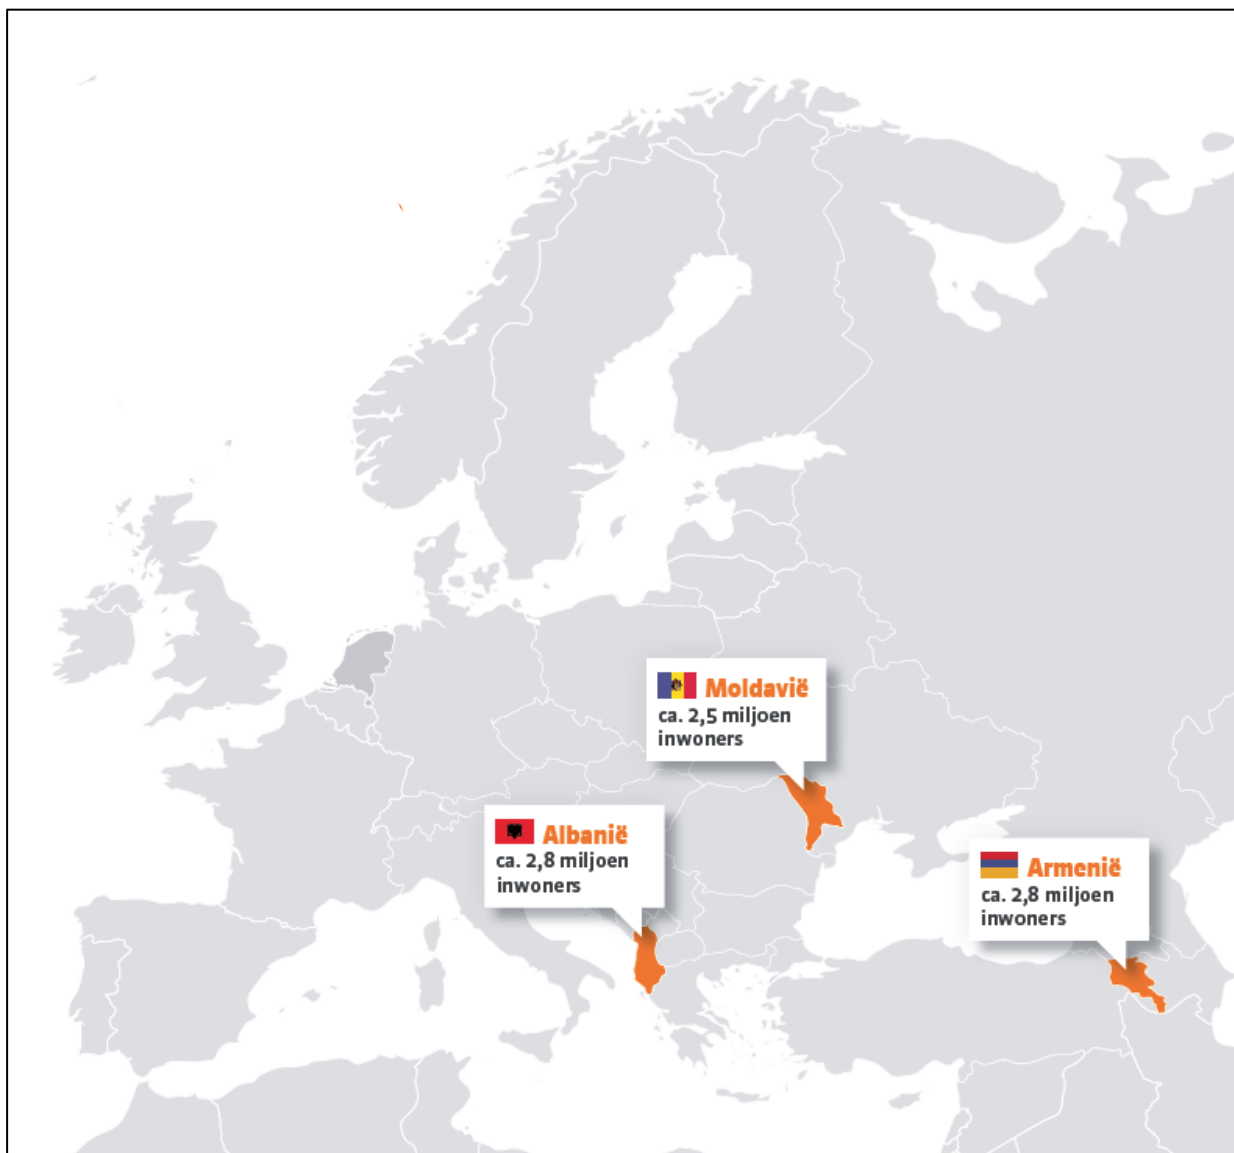 Moldavië
ca. 2,5 miljoen
inwoners
Albanië
ca. 2,8 miljoen
inwoners
Armenië
ca. 2,8 miljoen
inwoners